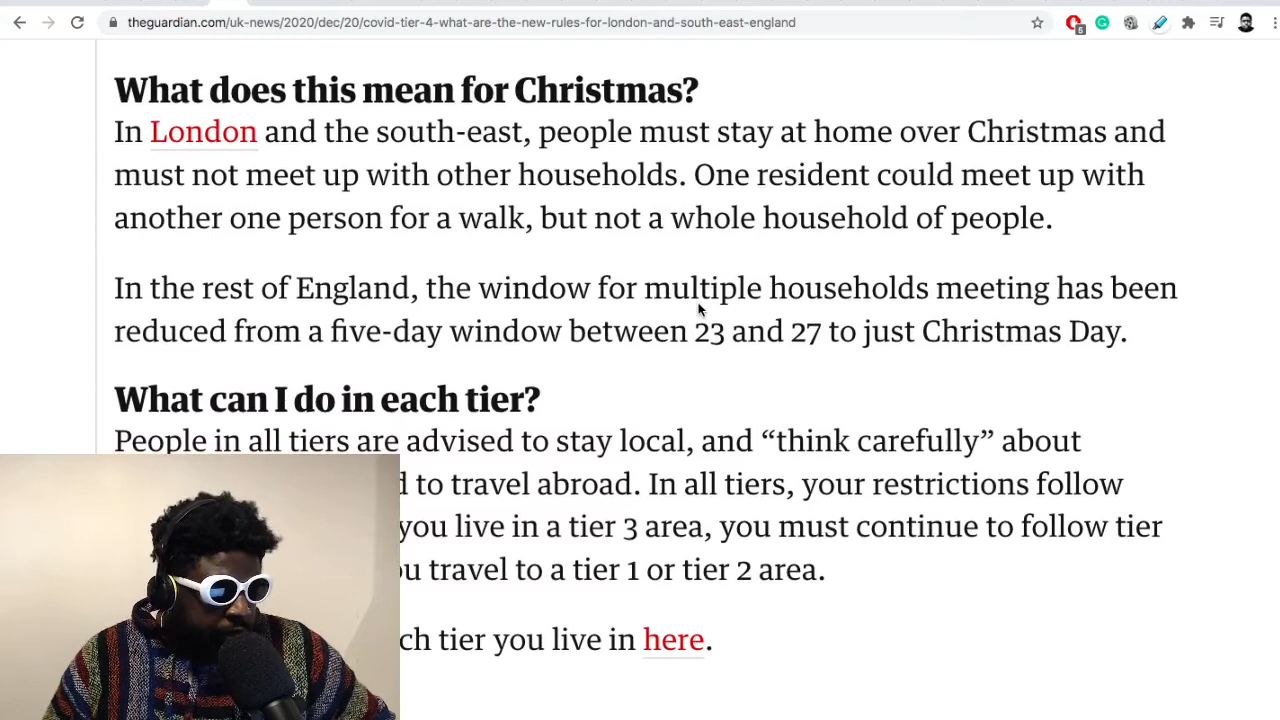 theguardian.com/uk-news/2020/dec/20/covid-tier-4-what-are-the-new-rules-for-london-and-south-east-england
5
What does this mean for Christmas?
In London and the south-east, people must stay at home over Christmas and
must not meet up with other households. One resident could meet up with
another one person for a walk, but not a whole household of people.
In the rest of England, the window for multiple households meeting has been
reduced from a five-day window between 23 and 27 to just Christmas Day.
What can I do in each tier?
People in all tiers are advised to stay local, and “think carefully” about
d to travel abroad. In all tiers, your restrictions follow
you live in a tier 3 area, you must continue to follow tier
ou travel to a tier 1 or tier 2 area.
ch tier you live in here.